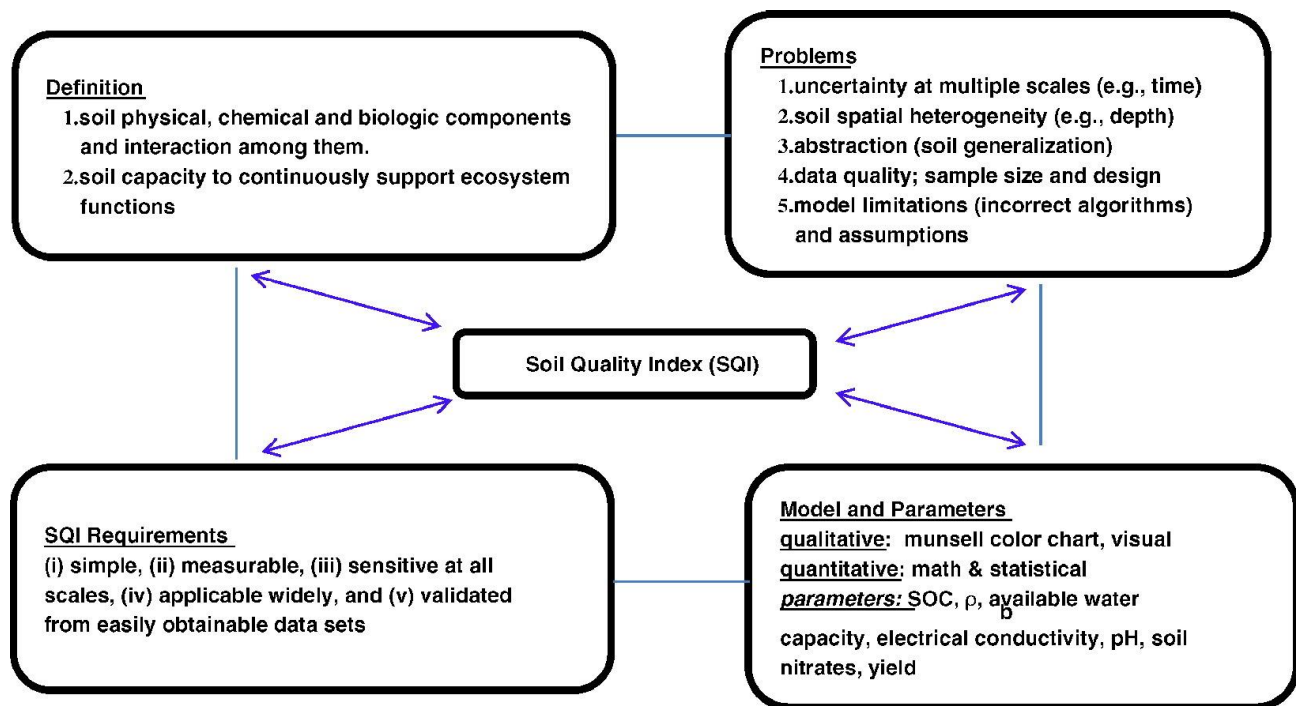 Definition
1.soil physical, chemical and biologic components
and interaction among them.
2.soil capacity to continuously support ecosystem
functions
Problems
1.uncertainty at multiple scales (e.g., time)
2.soil spatial heterogeneity (e.g., depth)
3.abstraction (soil generalization)
4.data quality; sample size and design
5.model limitations (incorrect algorithms)
and assumptions
Soil Quality Index (SQI)
SQI Requirements
(i) simple, (ii) measurable, (iii) sensitive at all
scales, (iv) applicable widely, and (v) validated
from easily obtainable data sets
Model and Parameters
qualitative: munsell color chart, visual
quantitative: math & statistical
parameters: SOC, ρ, available water
b
capacity, electrical conductivity, pH, soil
nitrates, yield